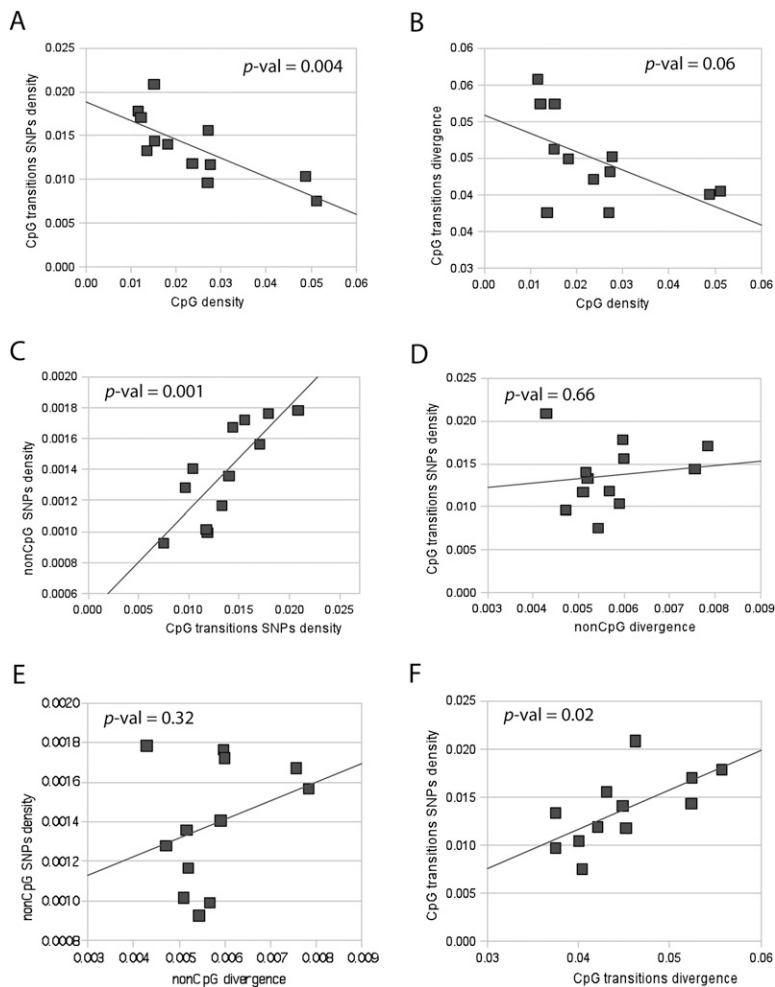 A
p-val = 0.004
0.025
0.020
0.015
0.010
0.005
0.000
0.00 0.01 0.02 0.03 0.04 0.05 0.06
CpG density
CpG transitions SNPs density
B
p-val = 0.06
0.06
0.06
0.05
0.05
0.04
0.04
0.03
0.00 0.01 0.02 0.03 0.04 0.05 0.06
CpG density
CpG transitions divergence
C
p-val = 0.001
0.0020
0.0018
0.0016
0.0014
0.0012
0.0010
0.0008
0.0006
0.000 0.005 0.010 0.015 0.020 0.025
CpG transitions SNPs density
nonCpG SNPs density
D
p-val = 0.66
0.025
0.020
0.015
0.010
0.005
0.000
0.003 0.004 0.005 0.006 0.007 0.008 0.009
nonCpG divergence
CpG transitions SNPs density
E
p-val = 0.32
0.0020
0.0018
0.0016
0.0014
0.0012
0.0010
0.0008
0.003 0.004 0.005 0.006 0.007 0.008 0.009
nonCpG divergence
nonCpG SNPs density
F
p-val = 0.02
0.025
0.020
0.015
0.010
0.005
0.000
0.03 0.04 0.05 0.06
CpG transitions divergence
CpG transitions SNPs density